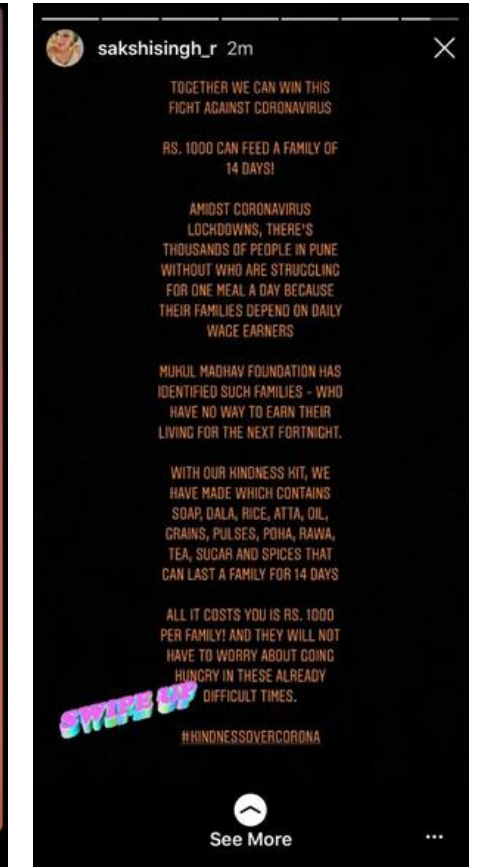 sakshisingh_r 2m
TOGETHER WE CAN WIN THIS
FIGHT AGAINST CORONAVIRUS
RS. 1000 CAN FEED A FAMILY OF
14 DAYS!
AMIDST CORONAVIRUS
LOCKDOWNS, THERE'S
THOUSANDS OF PEOPLE IN PUNE
WITHOUT WHO ARE STRUGGLING
FOR ONE MEAL A DAY BECAUSE
THEIR FAMILIES DEPEND ON DAILY
WAGE EARNERS
MUKUL MADHAV FOUNDATION HAS
IDENTIFIED SUCH FAMILIES - WHO
HAVE NO WAY TO EARN THEIR
LIVING FOR THE NEXT FORTNIGHT.
WITH OUR KINDNESS KIT, WE
HAVE MADE WHICH CONTAINS
SOAP, DALA, RICE, ATTA, OIL,
GRAINS, PULSES, POHA, RAWA,
TEA, SUGAR AND SPICES THAT
CAN LAST A FAMILY FOR 14 DAYS
ALL IT COSTS YOU IS RS. 1000
PER FAMILY! AND THEY WILL NOT
HAVE TO WORRY ABOUT GOING
HUNGRY IN THESE ALREADY
DIFFICULT TIMES.
SWIPE UP
#KINDNESSOVERCORONA
See More